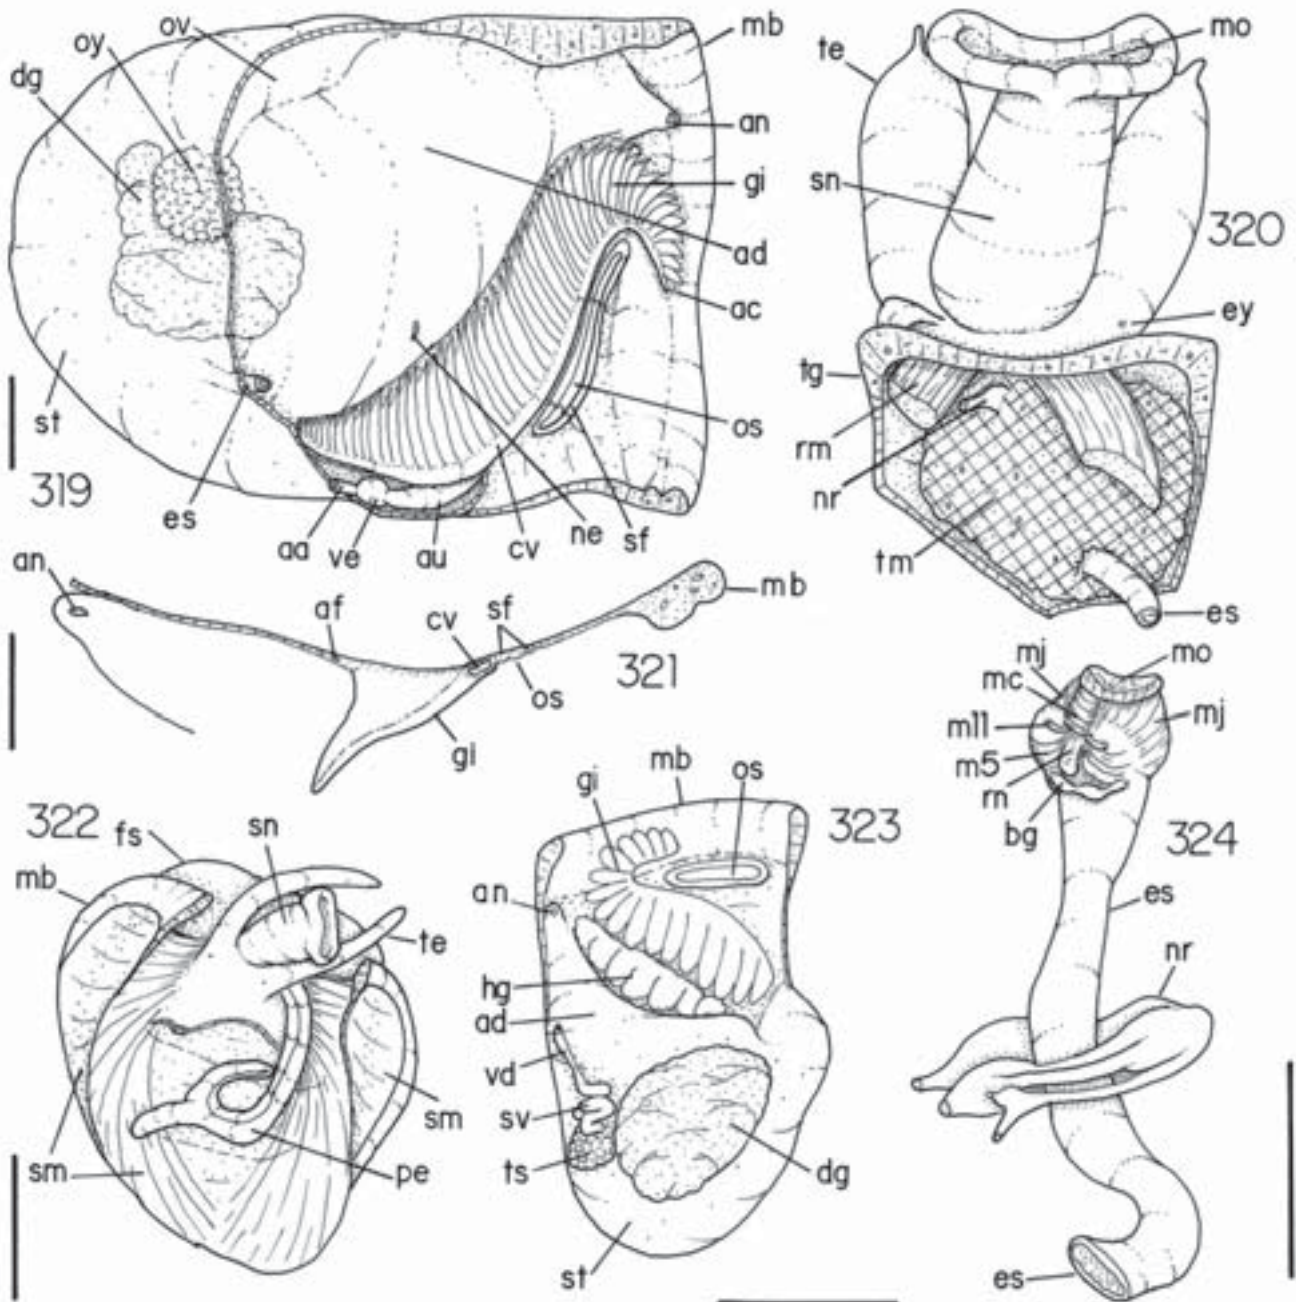 oy ov mb
dg
an
gi
ad
ac
os
st
319
es aa ve au cv ne sf
te mo
sn
320
ey
tg
rm
nr
tm
es
an
af cv sf mb
321
os
gi
mj mo
mc
mj
m11
m5
rn
bg
324
es
nr
es
322 fs sn
mb
te
sm
sm pe
gi mb os
323
an
hg
ad
vd
sv
ts dg
st